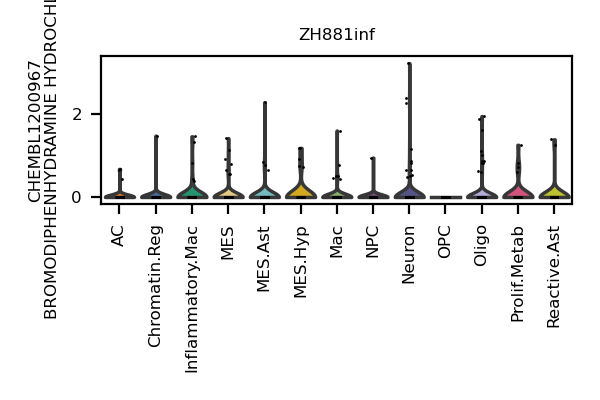 ZH881inf
CHEMBL1200967
BROMODIPHENHYDRAMINE HYDROCHL
2
0
AC
Chromatin.Reg
Inflammatory.Mac
MES
MES.Ast
MES.Hyp
Mac
NPC
Neuron
OPC
Oligo
Prolif.Metab
Reactive.Ast